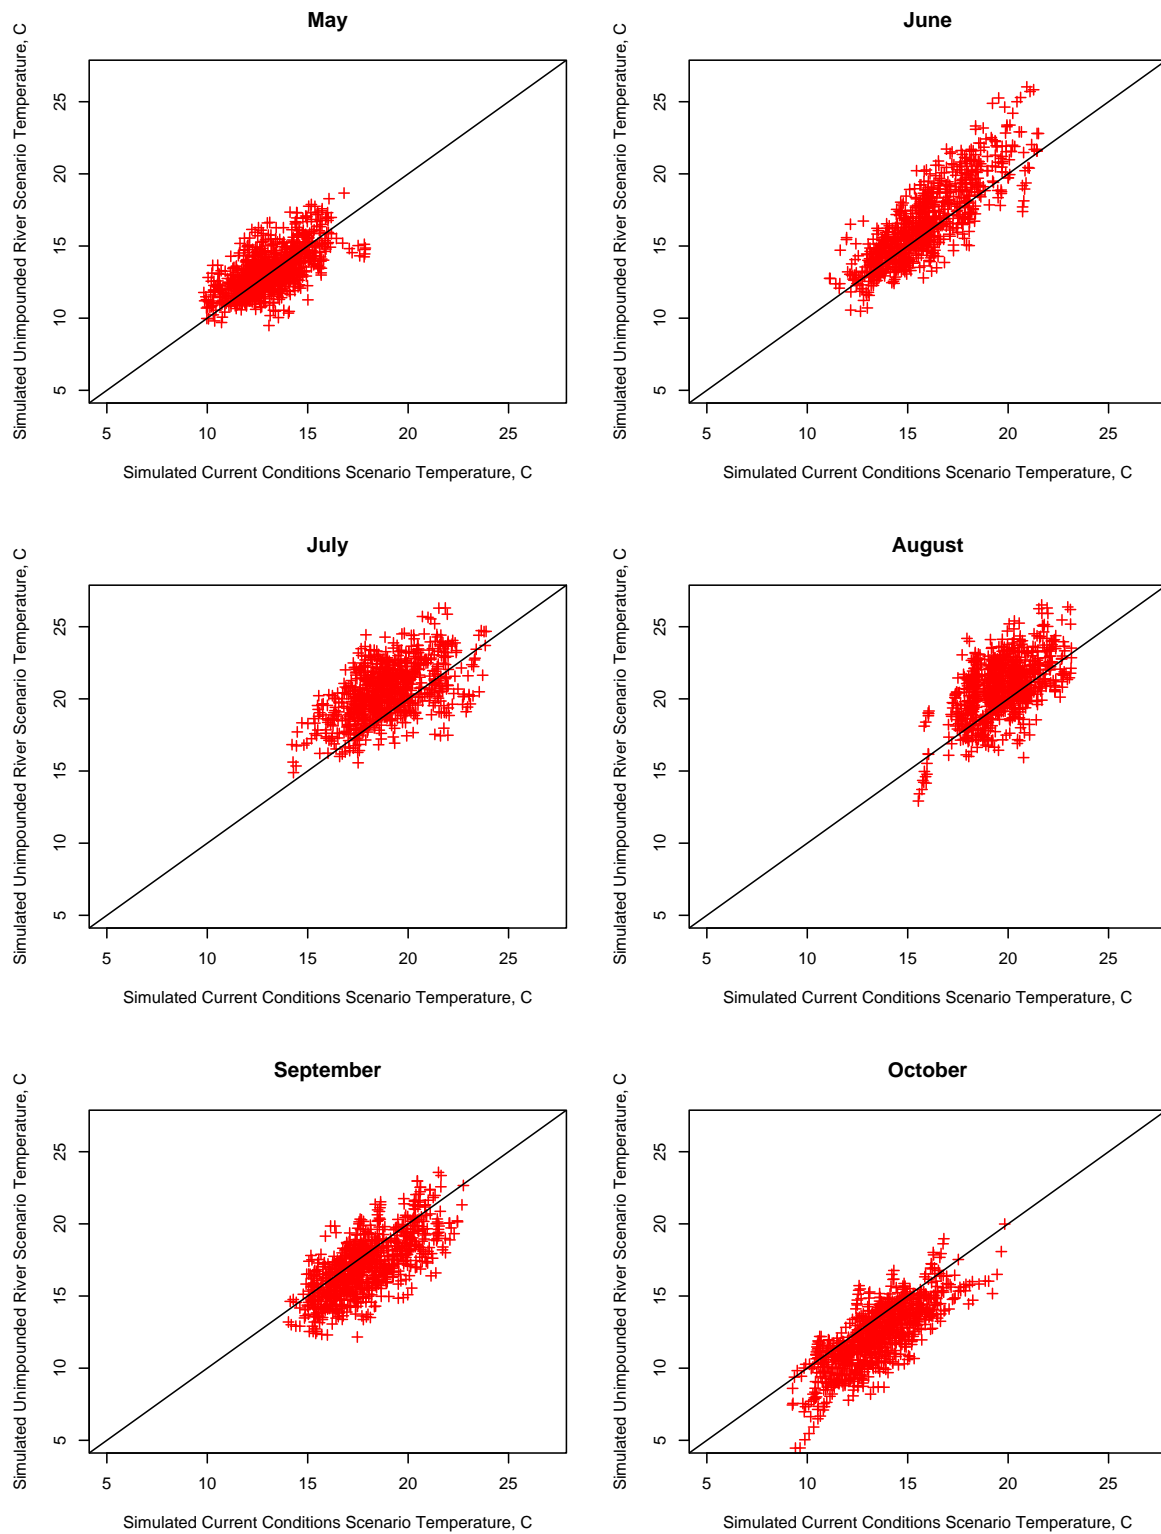 May
Simulated Unimpounded River Scenario Temperature, C
25
20
15
10
5
5 10 15 20 25
Simulated Current Conditions Scenario Temperature, C
June
Simulated Unimpounded River Scenario Temperature, C
25
20
15
10
5
5 10 15 20 25
Simulated Current Conditions Scenario Temperature, C
July
Simulated Unimpounded River Scenario Temperature, C
25
20
15
10
5
5 10 15 20 25
Simulated Current Conditions Scenario Temperature, C
August
Simulated Unimpounded River Scenario Temperature, C
25
20
15
10
5
5 10 15 20 25
Simulated Current Conditions Scenario Temperature, C
September
Simulated Unimpounded River Scenario Temperature, C
25
20
15
10
5
5 10 15 20 25
Simulated Current Conditions Scenario Temperature, C
October
Simulated Unimpounded River Scenario Temperature, C
25
20
15
10
5
5 10 15 20 25
Simulated Current Conditions Scenario Temperature, C